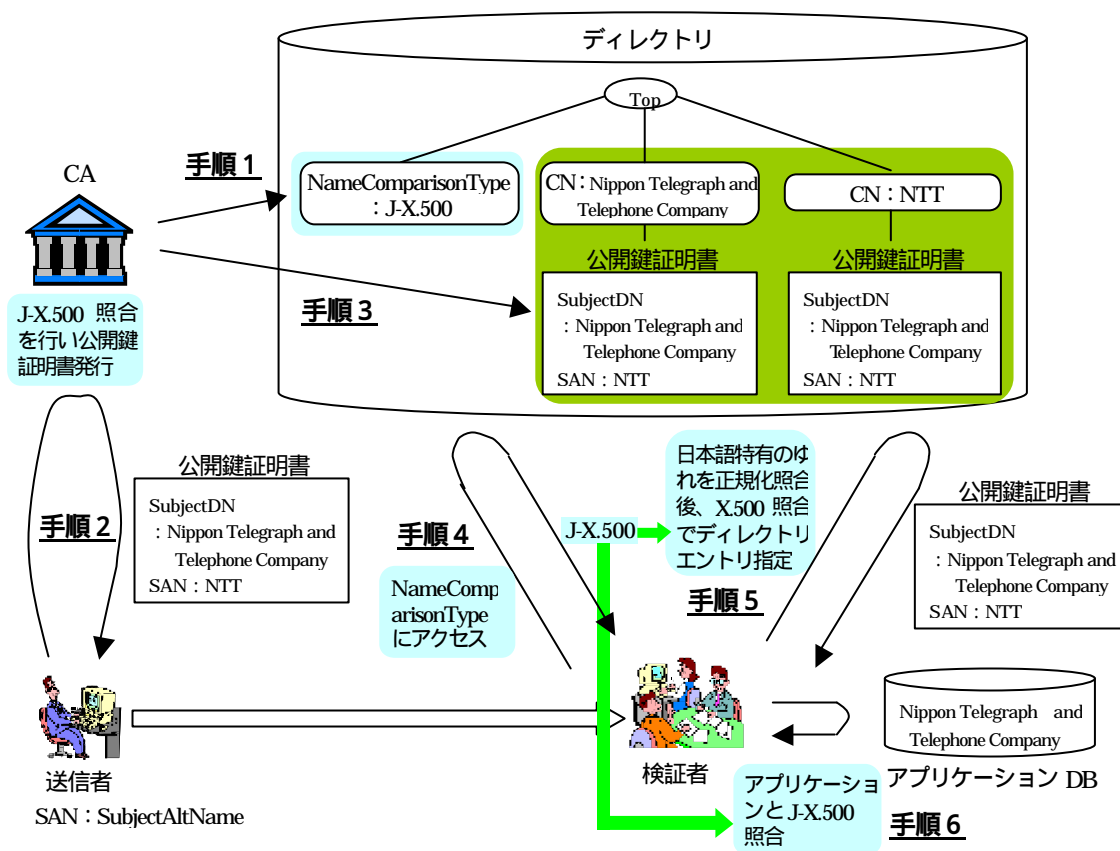 ディレクトリ
Top
CA
手順 1
NameComparisonType
：J-X.500
CN：Nippon Telegraph and
Telephone Company
CN：NTT
公開鍵証明書
公開鍵証明書
手順 3
SubjectDN
：Nippon Telegraph and
Telephone Company
SAN：NTT
SubjectDN
：Nippon Telegraph and
Telephone Company
SAN：NTT
J-X.500 照合
を行い公開鍵
証明書発行
公開鍵証明書
手順 2
SubjectDN
：Nippon Telegraph and
Telephone Company
SAN：NTT
手順 4
NameComp
arisonType
にアクセス
J-X.500
日本語特有のゆ
れを正規化照合
後、X.500 照合
でディレクトリ
エントリ指定
手順 5
公開鍵証明書
SubjectDN
：Nippon Telegraph and
Telephone Company
SAN：NTT
送信者
SAN：SubjectAltName
検証者
Nippon Telegraph and
Telephone Company
アプリケーション DB
アプリケーショ
ンと J-X.500
照合
手順 6